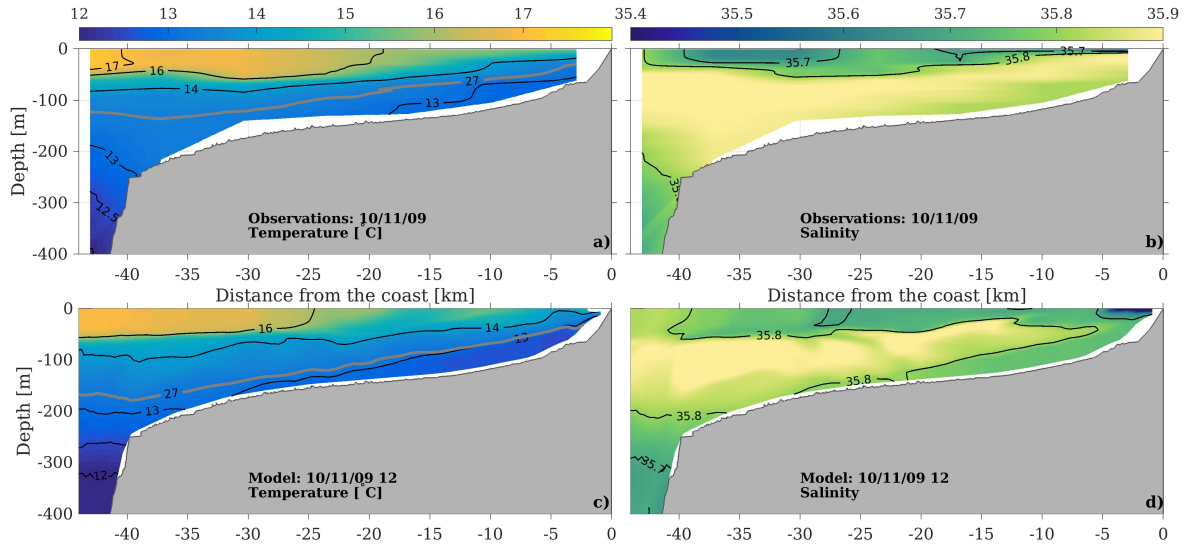 12 13 14 15 16 17 35.4 35.5 35.6 35.7 35.8 35.9
0
-100
-200
-300
-400
Depth [m]
17
16
14
27
13
13
12.5
Observations: 10/11/09
Temperature [°C]
a)
-40 -35 -30 -25 -20 -15 -10 -5 0
Distance from the coast [km]
35.7
35.7
35.8
Observations: 10/11/09
Salinity
b)
-40 -35 -30 -25 -20 -15 -10 -5 0
Distance from the coast [km]
0
-100
-200
-300
-400
Depth [m]
16
14
13
27
13
12
Model: 10/11/09 12
Temperature [°C]
c)
-40 -35 -30 -25 -20 -15 -10 -5 0
35.8
35.8
35.8
Model: 10/11/09 12
Salinity
d)
-40 -35 -30 -25 -20 -15 -10 -5 0